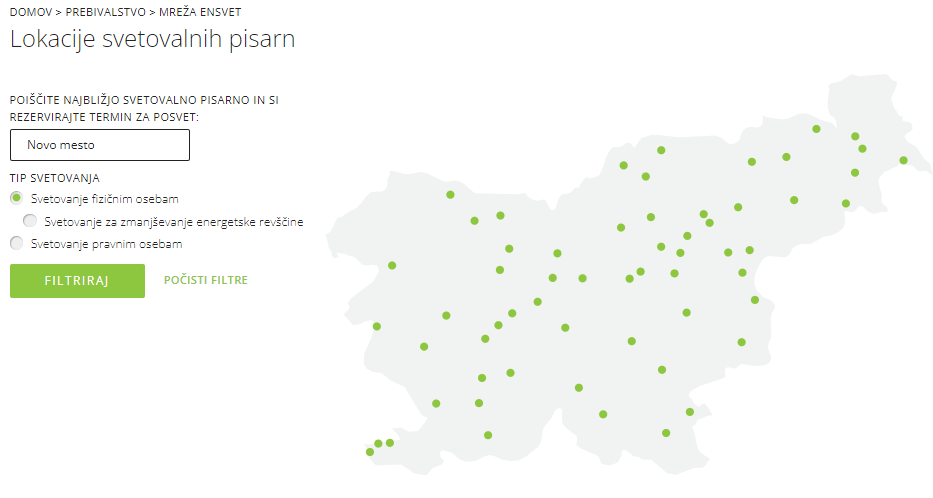 DOMOV > PREBIVALSTVO > MREŽA ENSVET
Lokacije svetovalnih pisarn
POIŠČITE NAJBLIŽJO SVETOVALNO PISARNO IN SI
REZERVIRAJTE TERMIN ZA POSVET:
Novo mesto
TIP SVETOVANJA
Svetovanje fizičnim osebam
Svetovanje za zmanjševanje energetske revščine
Svetovanje pravnim osebam
FILTRIRAJ POČISTI FILTRE